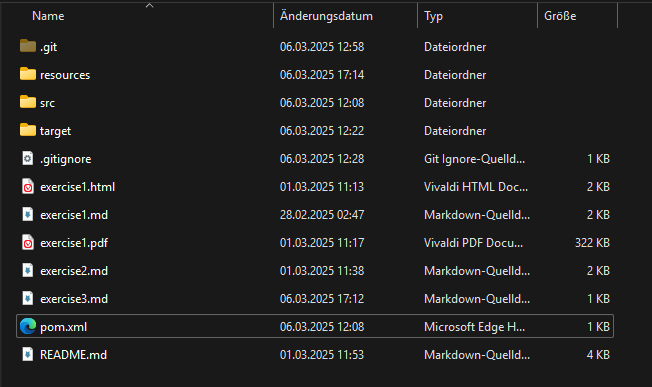 Name Änderungsdatum Typ Größe
.git 06.03.2025 12:58 Dateiordner
resources 06.03.2025 17:14 Dateiordner
src 06.03.2025 12:08 Dateiordner
target 06.03.2025 12:22 Dateiordner
.gitignore 06.03.2025 12:28 Git Ignore-Quelld... 1 KB
exercise1.html 01.03.2025 11:13 Vivaldi HTML Doc... 2 KB
exercise1.md 28.02.2025 02:47 Markdown-Quelld... 2 KB
exercise1.pdf 01.03.2025 11:17 Vivaldi PDF Docu... 322 KB
exercise2.md 01.03.2025 11:38 Markdown-Quelld... 2 KB
exercise3.md 06.03.2025 17:12 Markdown-Quelld... 1 KB
pom.xml 06.03.2025 12:08 Microsoft Edge H... 1 KB
README.md 01.03.2025 11:53 Markdown-Quelld... 4 KB